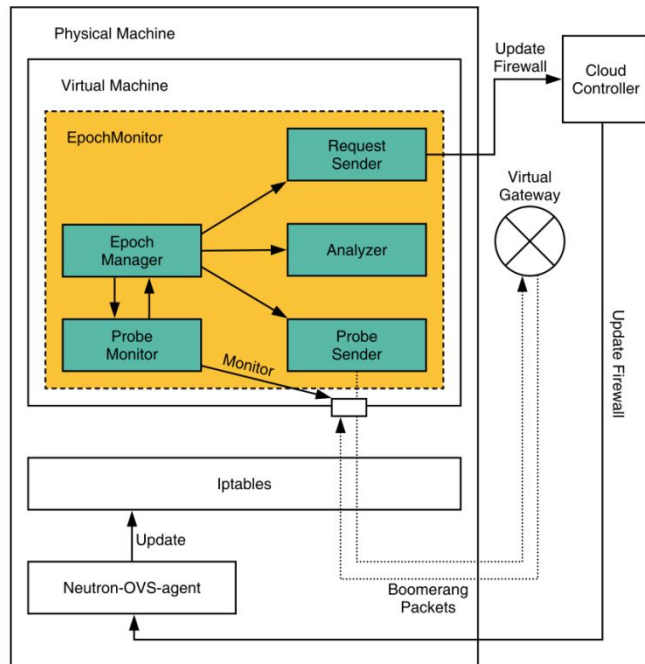 Physical Machine
Virtual Machine
EpochMonitor
Request
Sender
Epoch
Manager
Analyzer
Probe
Monitor
Probe
Sender
Monitor
Update
Firewall
Cloud
Controller
Virtual
Gateway
Update Firewall
Iptables
Update
Neutron-OVS-agent
Boomerang
Packets